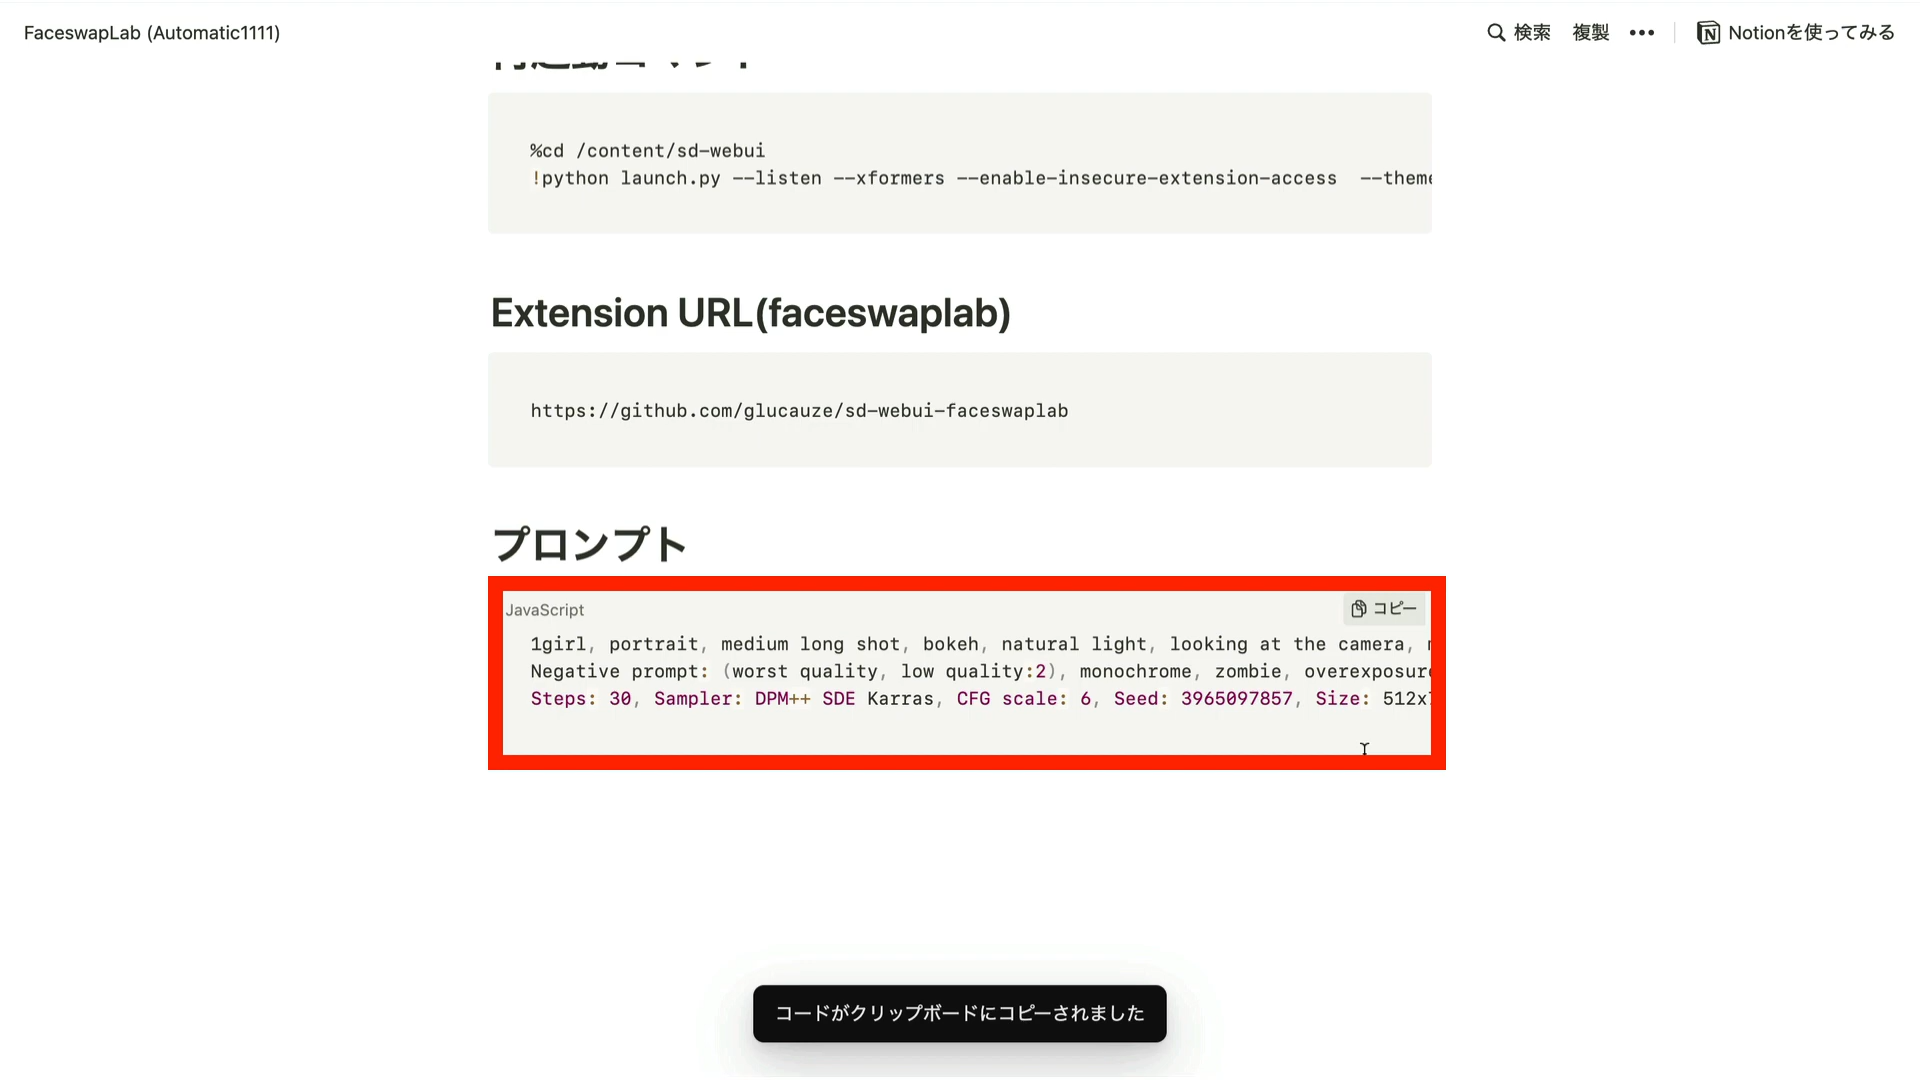 FaceswapLab (Automatic1111)
検索 複製 ••• Notionを使ってみる
%cd /content/sd-webui
!python launch.py --listen --xformers --enable-insecure-extension-access --theme
Extension URL(faceswaplab)
https://github.com/glucauze/sd-webui-faceswaplab
プロンプト
JavaScript
コピー
1girl, portrait, medium long shot, bokeh, natural light, looking at the camera,
Negative prompt: (worst quality, low quality:2), monochrome, zombie, overexposure
Steps: 30, Sampler: DPM++ SDE Karras, CFG scale: 6, Seed: 3965097857, Size: 512x
コードがクリップボードにコピーされました